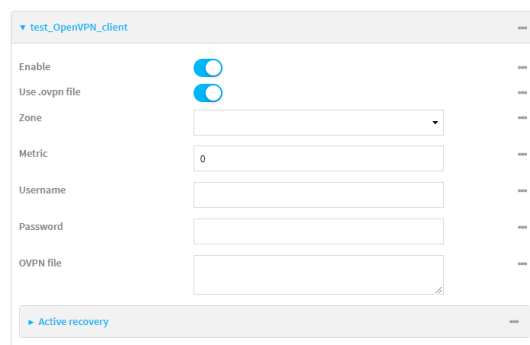 test_OpenVPN_client
Enable
Use .ovpn file
Zone
Metric
0
Username
Password
OVPN file
Active recovery